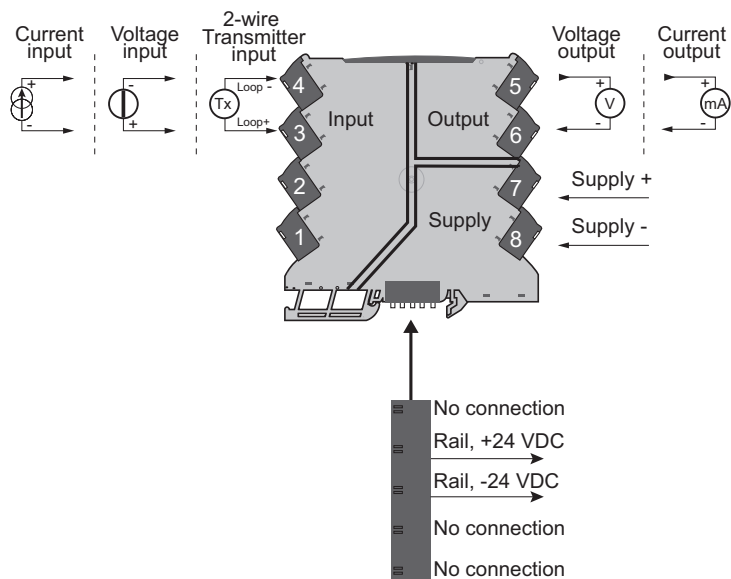 Current
input
Voltage
input
2-wire
Transmitter
input
Voltage
output
Current
output
+
-
-
+
Tx
Loop -
Loop+
4
3
2
1
Input
Output
Supply
5
6
7
8
+
V
-
+
mA
-
Supply +
Supply -
No connection
Rail, +24 VDC
Rail, -24 VDC
No connection
No connection